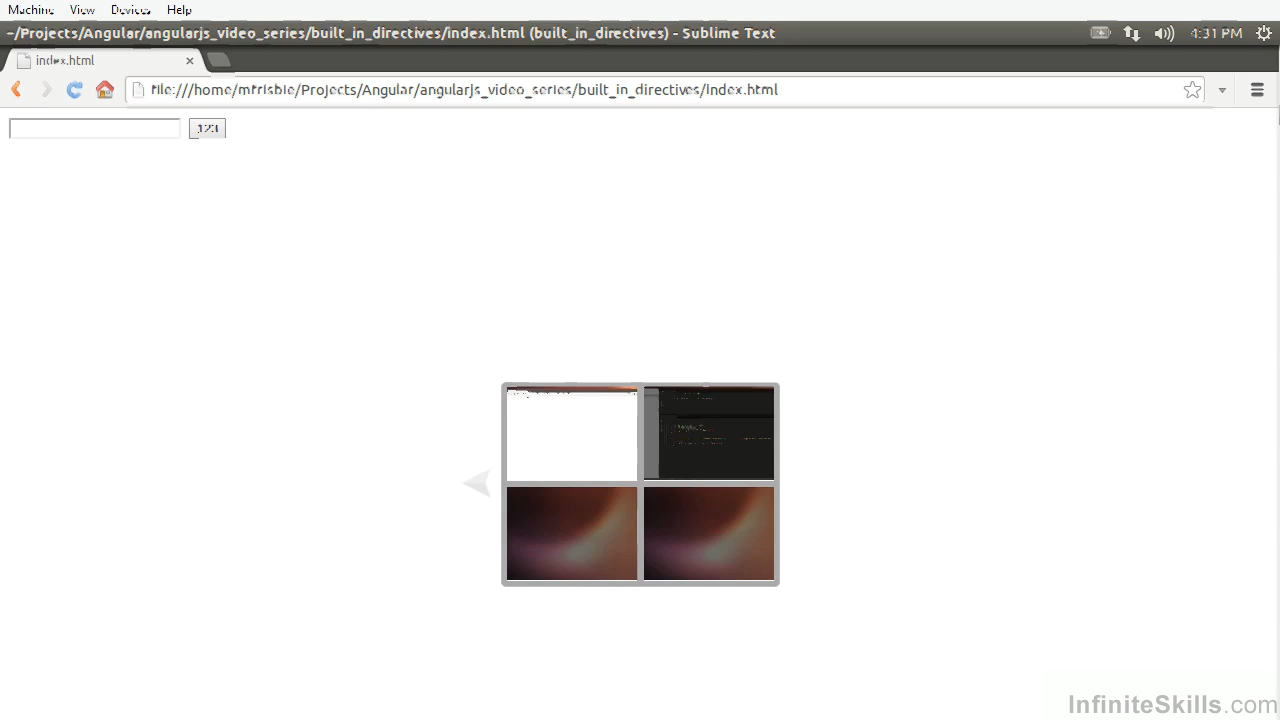 Machine View Devices Help
~/Projects/Angular/angularjs_video_series/built_in_directives/index.html (built_in_directives) - Sublime Text
4:31 PM
index.html
file:///home/mfrisbie/Projects/Angular/angularjs_video_series/built_in_directives/index.html
123
InfiniteSkills.com